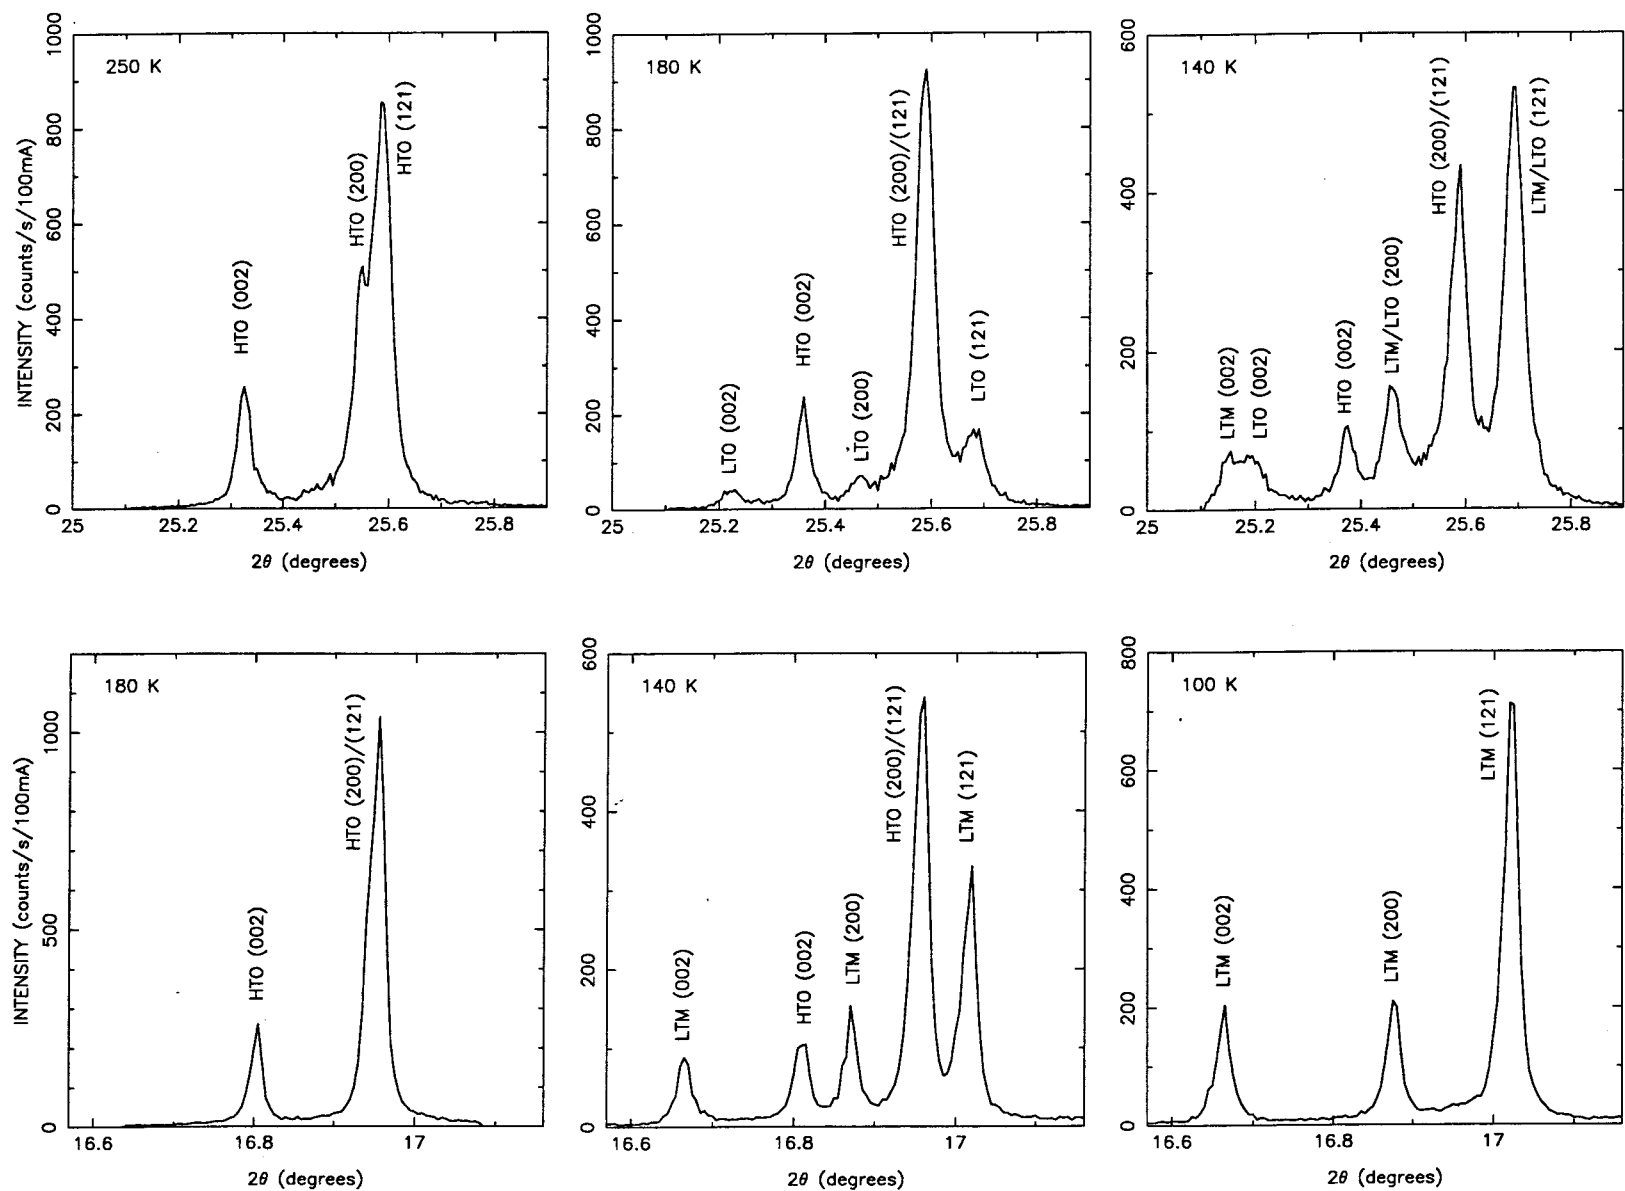 250 K
HTO (002)
HTO (200)
HTO (121)
INTENSITY (counts/s/100mA)
0
200
400
600
800
1000
25
25.2
25.4
25.6
25.8
2θ (degrees)
180 K
LTO (002)
HTO (002)
LTO (200)
HTO (200)/(121)
LTO (121)
0
200
400
600
800
1000
25
25.2
25.4
25.6
25.8
2θ (degrees)
140 K
LTM (002)
LTO (002)
HTO (002)
LTM/LTO (200)
HTO (200)/(121)
LTM/LTO (121)
0
200
400
600
25
25.2
25.4
25.6
25.8
2θ (degrees)
180 K
HTO (002)
HTO (200)/(121)
INTENSITY (counts/s/100mA)
0
500
1000
16.6
16.8
17
2θ (degrees)
140 K
LTM (002)
HTO (002)
LTM (200)
HTO (200)/(121)
LTM (121)
0
200
400
600
16.6
16.8
17
2θ (degrees)
100 K
LTM (002)
LTM (200)
LTM (121)
0
200
400
600
800
16.6
16.8
17
2θ (degrees)